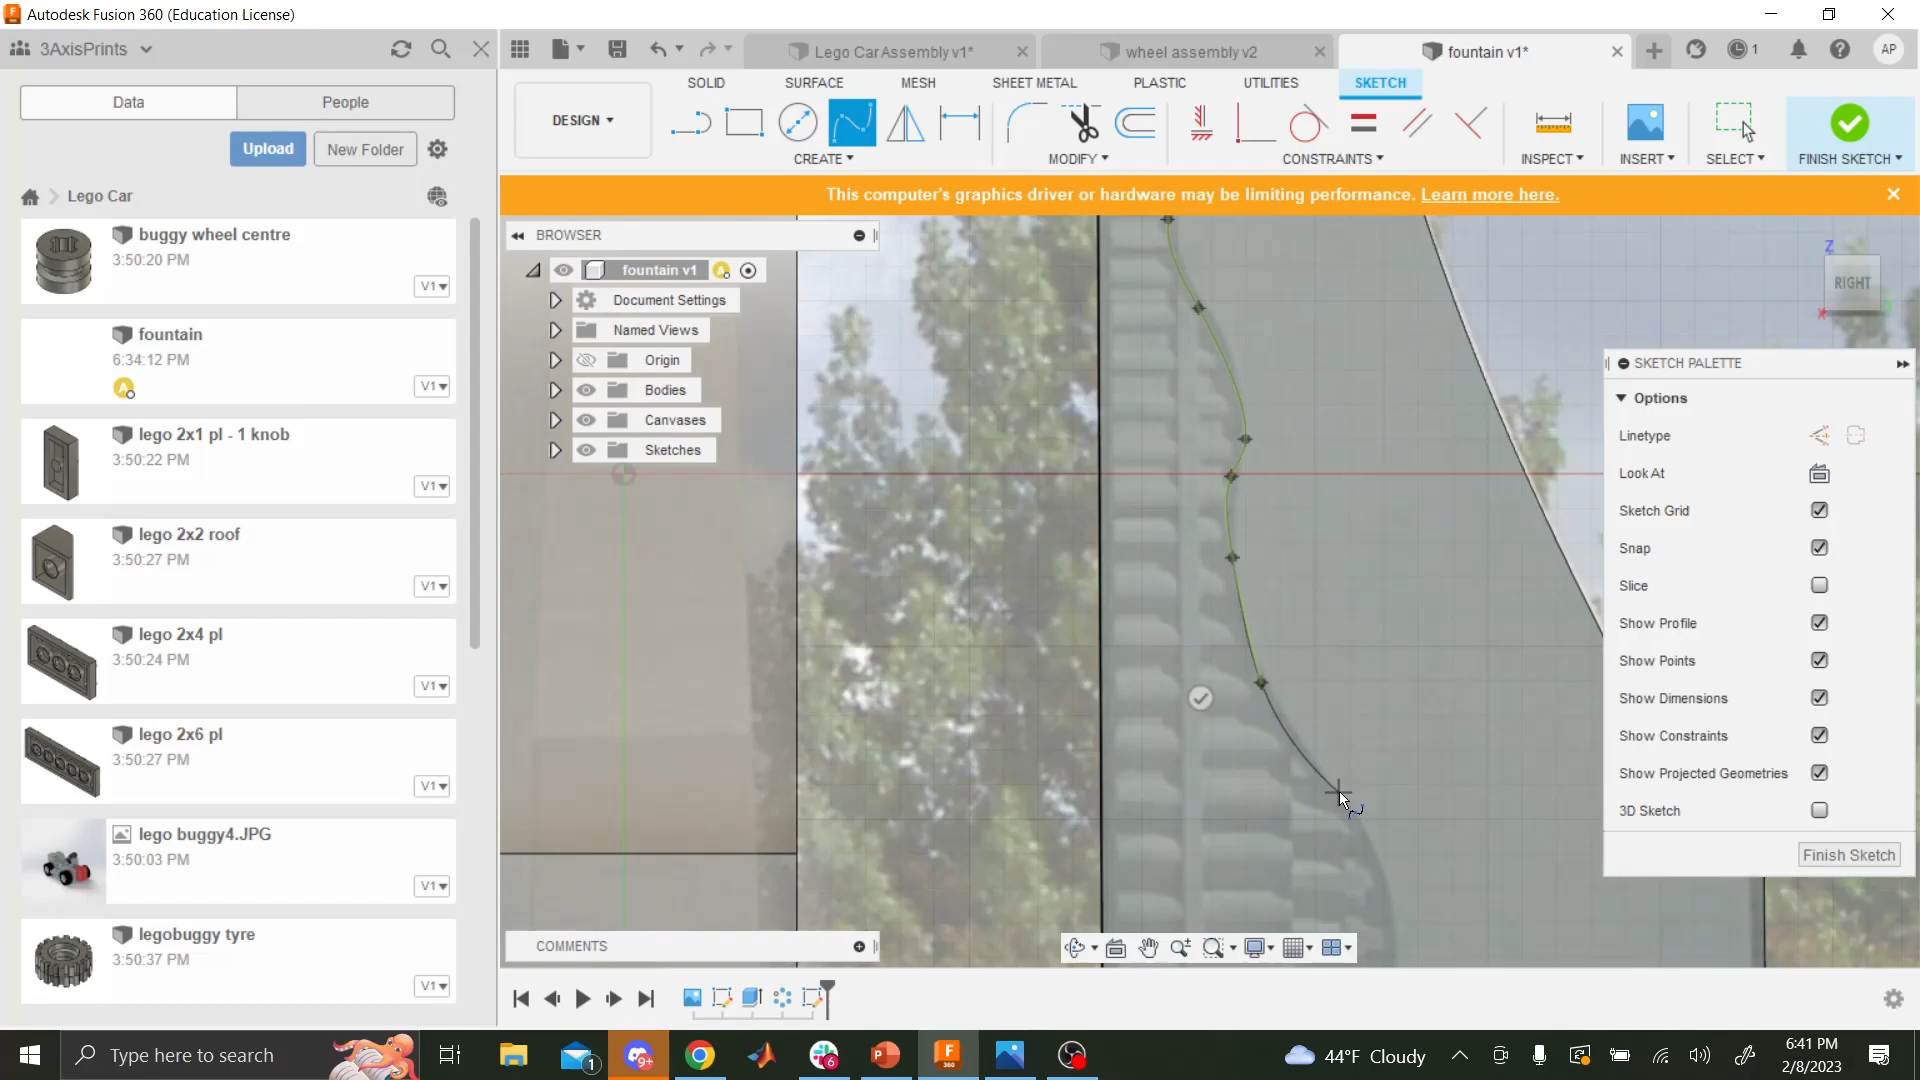 Autodesk Fusion 360 (Education License)
3AxisPrints
Lego Car Assembly v1*
wheel assembly v2
fountain v1*
1
AP
Data
People
SOLID
SURFACE
MESH
SHEET METAL
PLASTIC
UTILITIES
SKETCH
DESIGN
Upload
New Folder
CREATE
MODIFY
CONSTRAINTS
INSPECT
INSERT
SELECT
FINISH SKETCH
Lego Car
This computer's graphics driver or hardware may be limiting performance. Learn more here.
buggy wheel centre
3:50:20 PM
V1
fountain
6:34:12 PM
V1
lego 2x1 pl - 1 knob
3:50:22 PM
V1
lego 2x2 roof
3:50:27 PM
V1
lego 2x4 pl
3:50:24 PM
V1
lego 2x6 pl
3:50:27 PM
V1
lego buggy4.JPG
3:50:03 PM
V1
legobuggy tyre
3:50:37 PM
V1
BROWSER
fountain v1
Document Settings
Named Views
Origin
Bodies
Canvases
Sketches
Z
RIGHT
X
SKETCH PALETTE
Options
Linetype
Look At
Sketch Grid
Snap
Slice
Show Profile
Show Points
Show Dimensions
Show Constraints
Show Projected Geometries
3D Sketch
Finish Sketch
COMMENTS
Type here to search
1
9+
6
P
F
360
44°F Cloudy
6:41 PM
2/8/2023